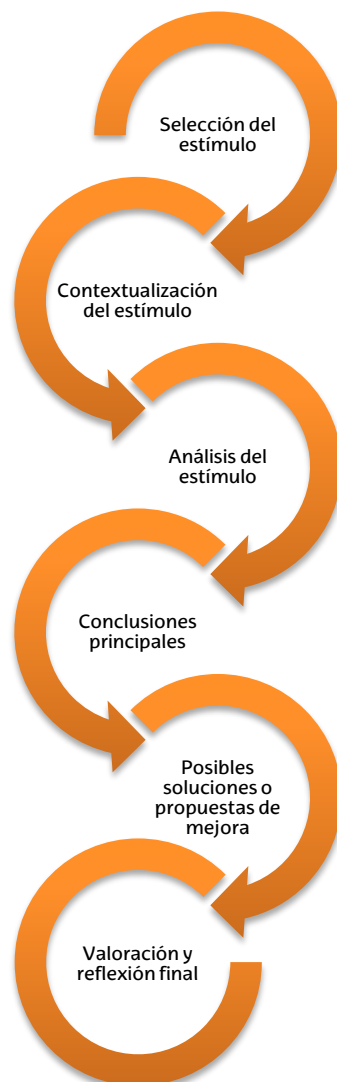 Selección del
estímulo
Contextualización
del estímulo
Análisis del
estímulo
Conclusiones
principales
Posibles
soluciones o
propuestas de
mejora
Valoración y
reflexión final